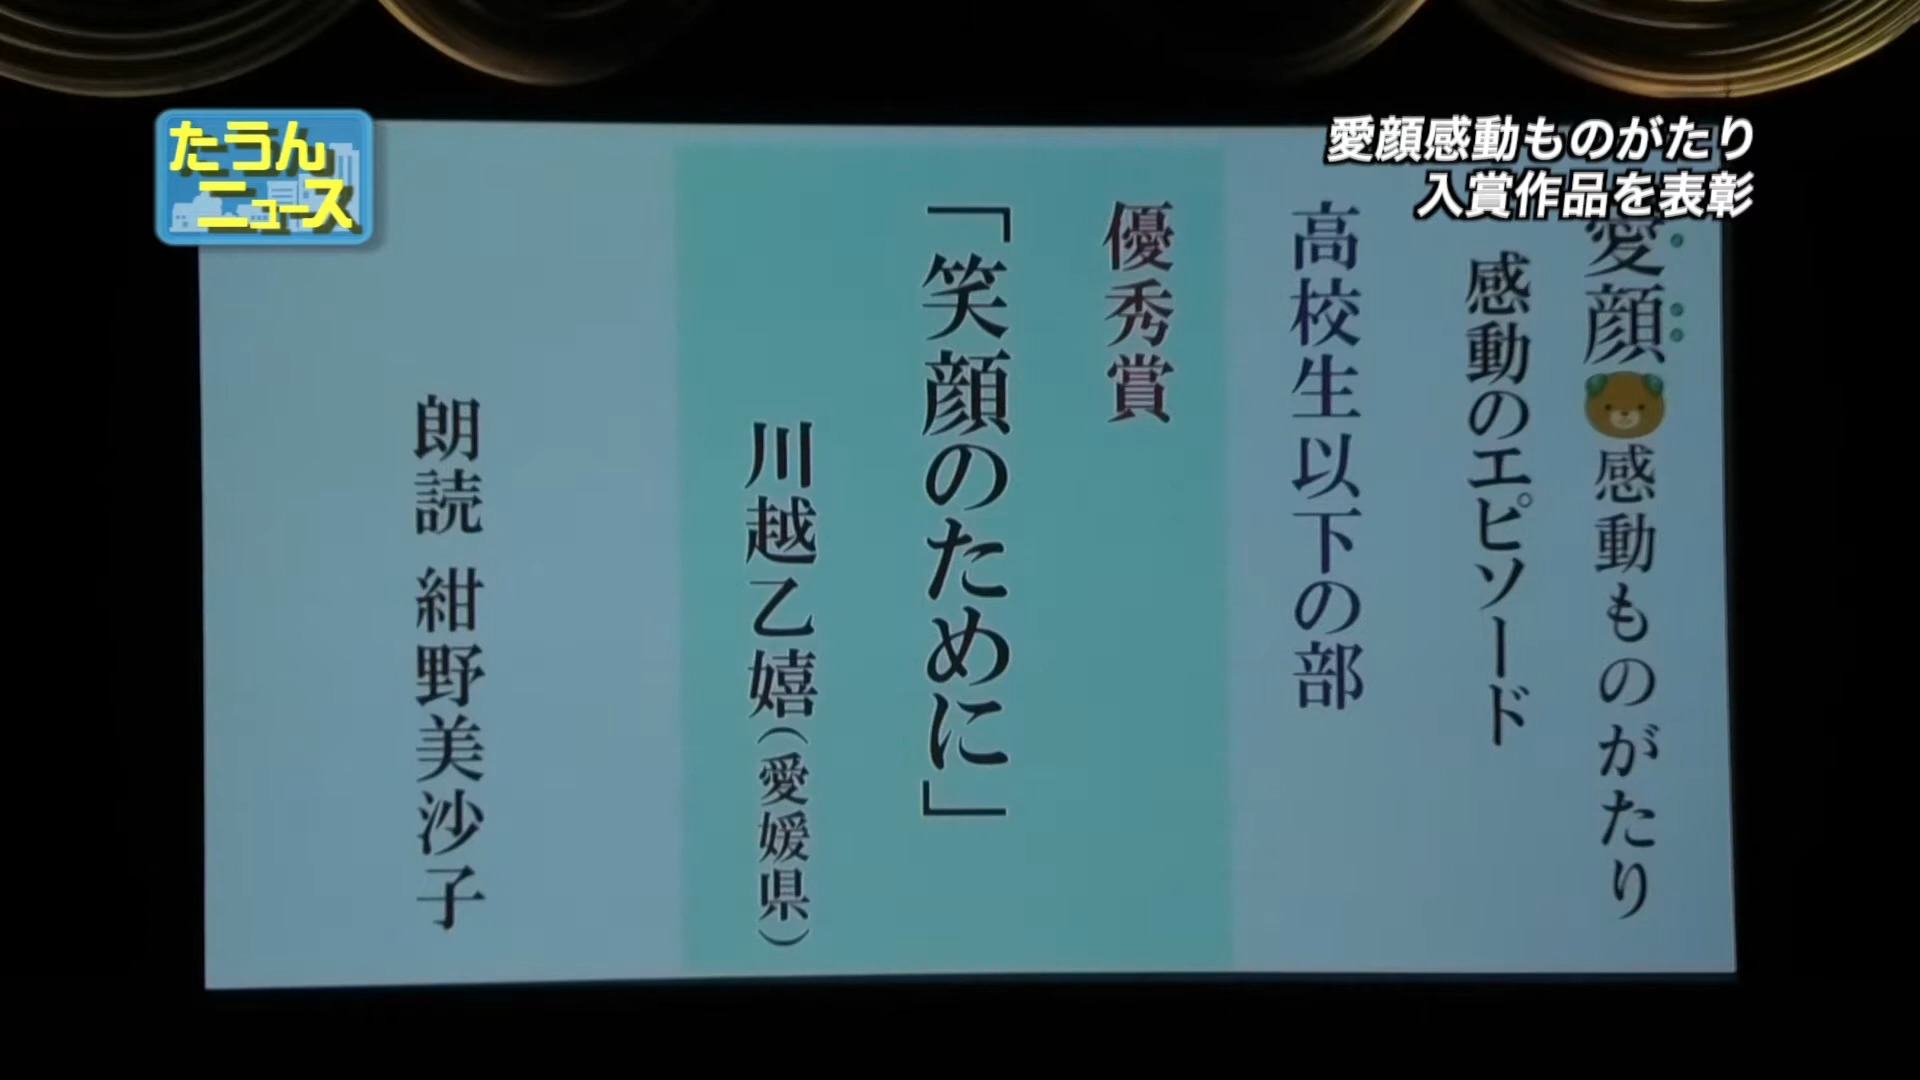 たうん
ニュース
愛顔感動ものがたり
入賞作品を表彰
愛顔感動ものがたり
感動のエピソード
高校生以下の部
優秀賞
「笑顔のために」
川越乙嬉（愛媛県）
朗読 紺野美沙子